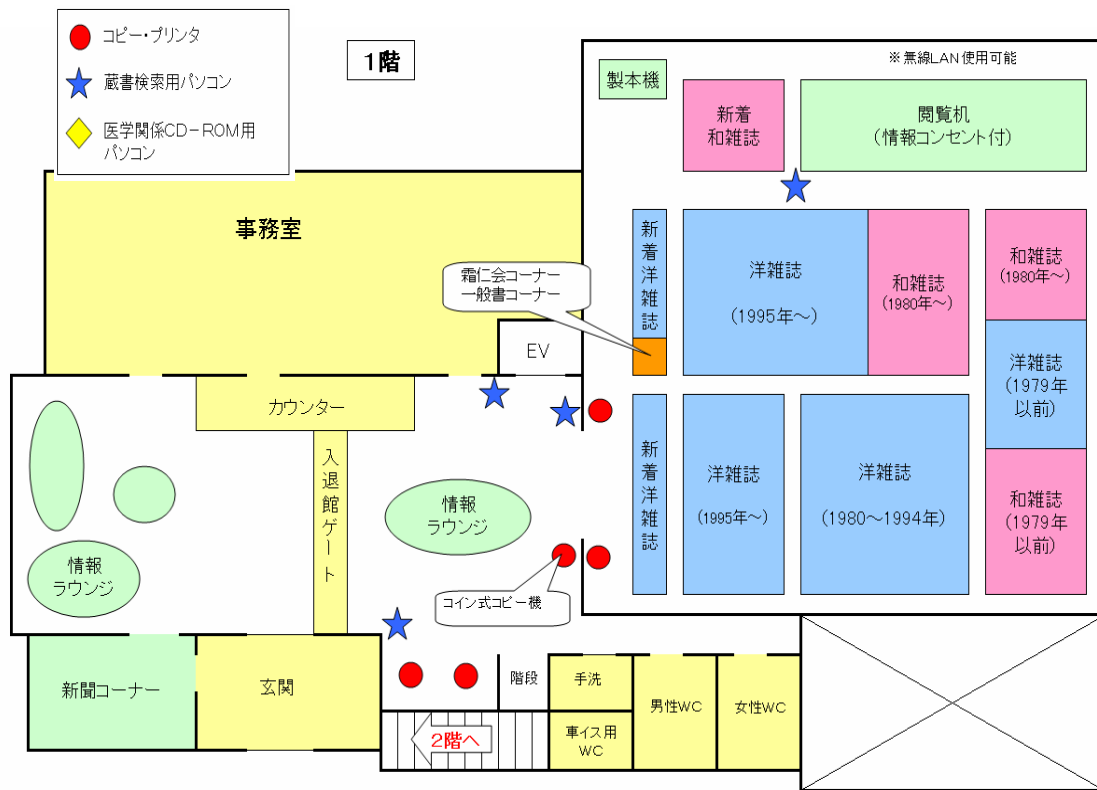 コピー・プリンタ
蔵書検索用パソコン
医学関係CD－ROM用
パソコン
1階
※無線LAN使用可能
製本機
新着
和雑誌
閲覧机
(情報コンセント付)
事務室
霜仁会コーナー
一般書コーナー
新着洋雑誌
洋雑誌
(1995年～)
和雑誌
(1980年～)
和雑誌
(1980年～)
EV
洋雑誌
(1979年
以前)
カウンター
入退館ゲート
情報
ラウンジ
新着洋雑誌
洋雑誌
(1995年～)
洋雑誌
(1980～1994年)
和雑誌
(1979年
以前)
情報
ラウンジ
コイン式コピー機
新聞コーナー
玄関
階段
手洗
男性WC
女性WC
2階へ
車イス用
WC